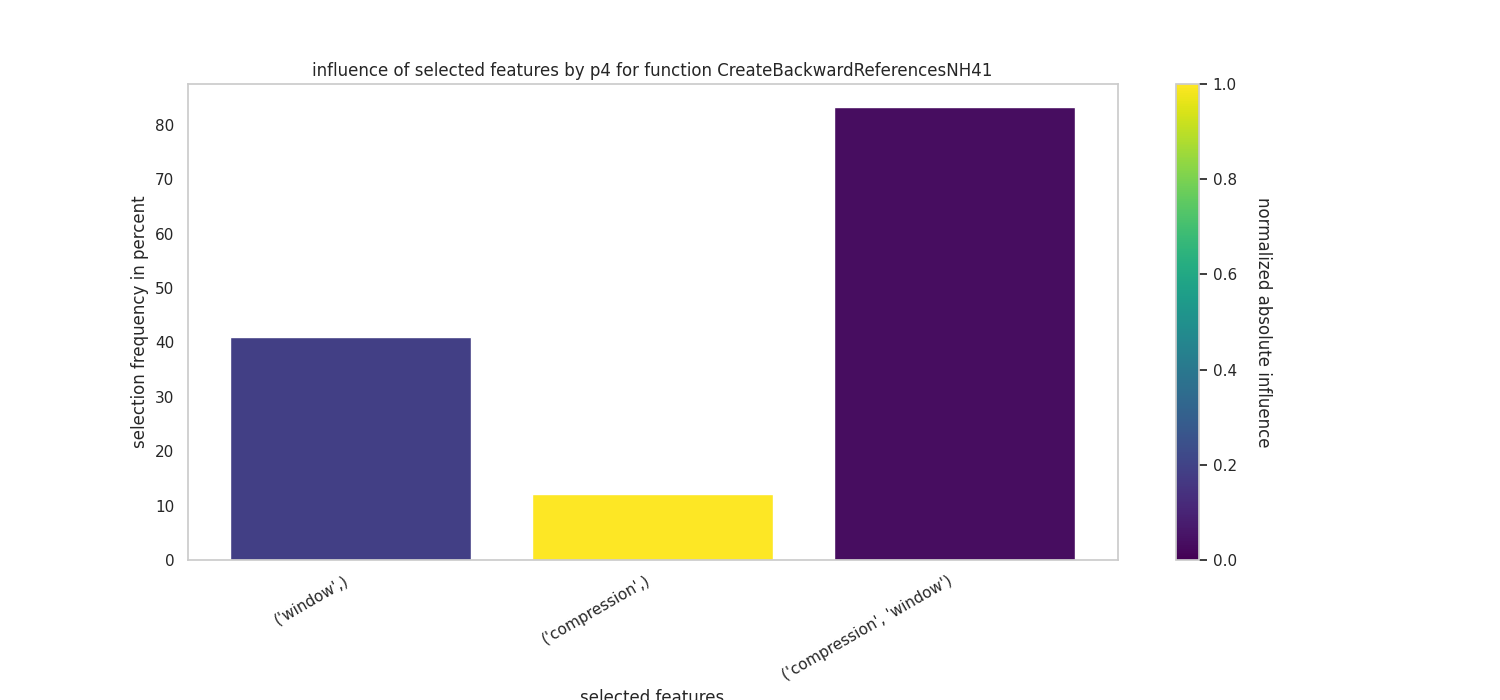 influence of selected features by p4 for function CreateBackwardReferencesNH41
selection frequency in percent
80
70
60
50
40
30
20
10
0
('window',)
('compression',)
('compression', 'window')
selected features
1.0
0.8
0.6
0.4
0.2
0.0
normalized absolute influence